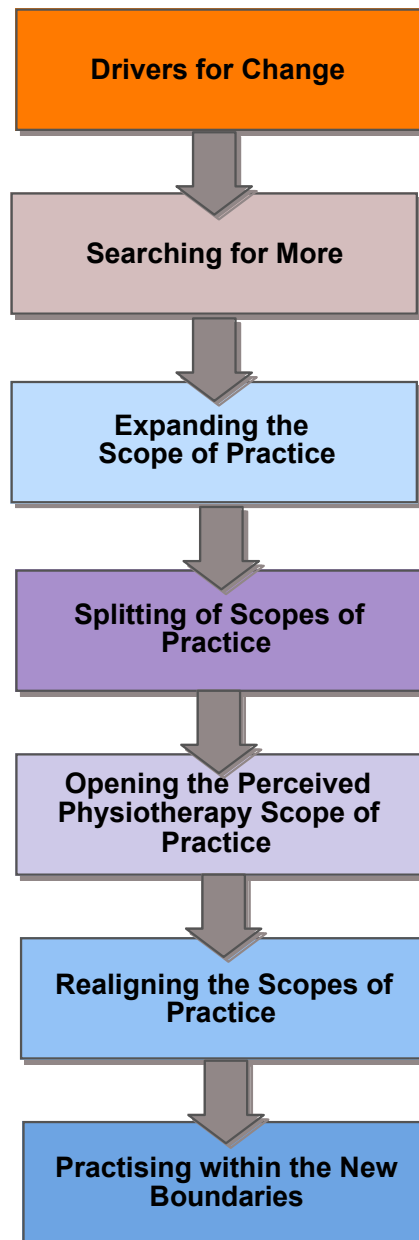 Drivers for Change
Searching for More
Expanding the
Scope of Practice
Splitting of Scopes of
Practice
Opening the Perceived
Physiotherapy Scope of
Practice
Realigning the Scopes of
Practice
Practising within the New
Boundaries